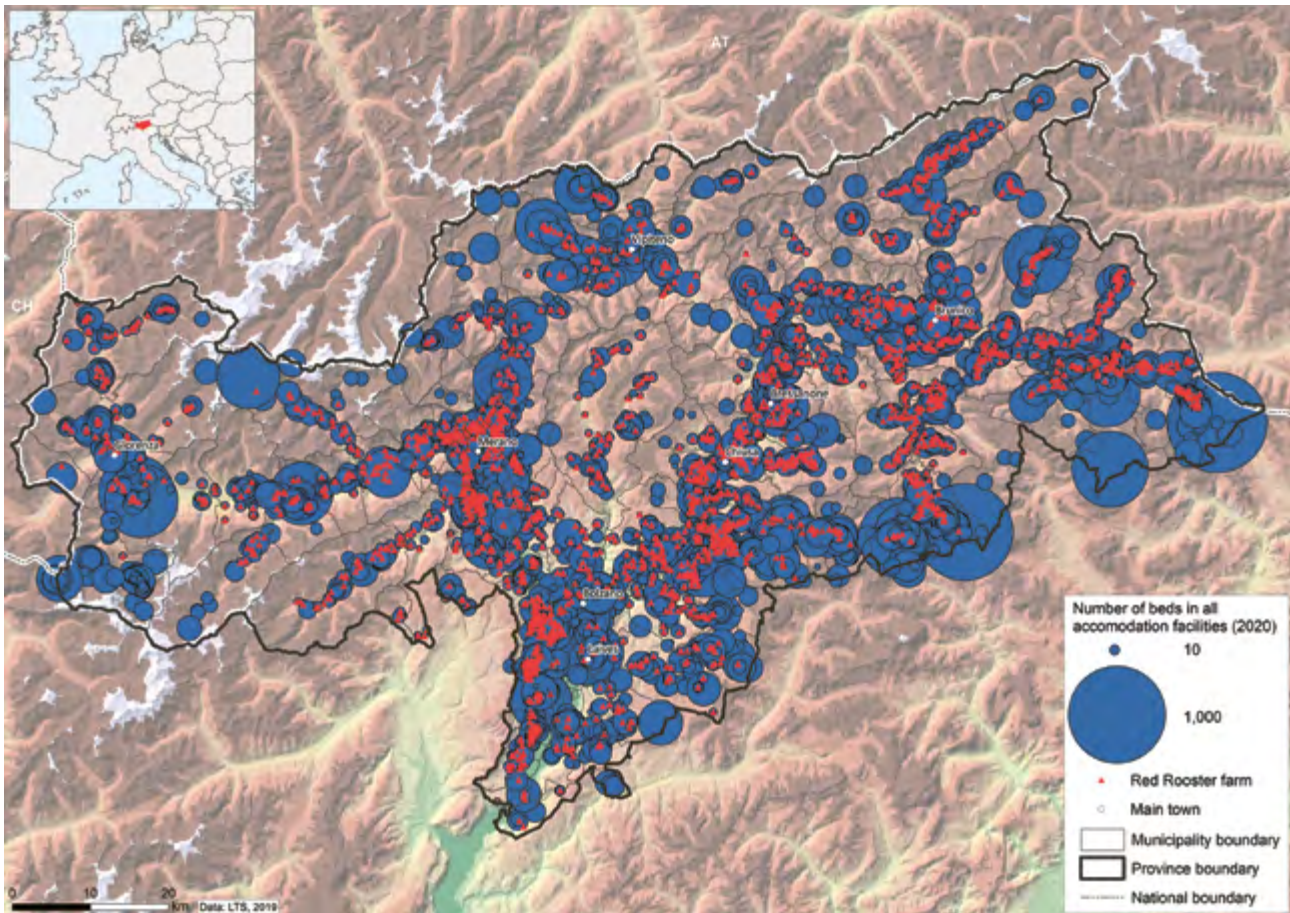 AT
CH
Vipiteno
Brunico
Bressanone
Glorenza
Merano
Chiusa
Bolzano
Laives
Number of beds in all
accomodation facilities (2020)
10
1,000
Red Rooster farm
Main town
Municipality boundary
Province boundary
National boundary
0 10 20
km Data: LTS, 2019